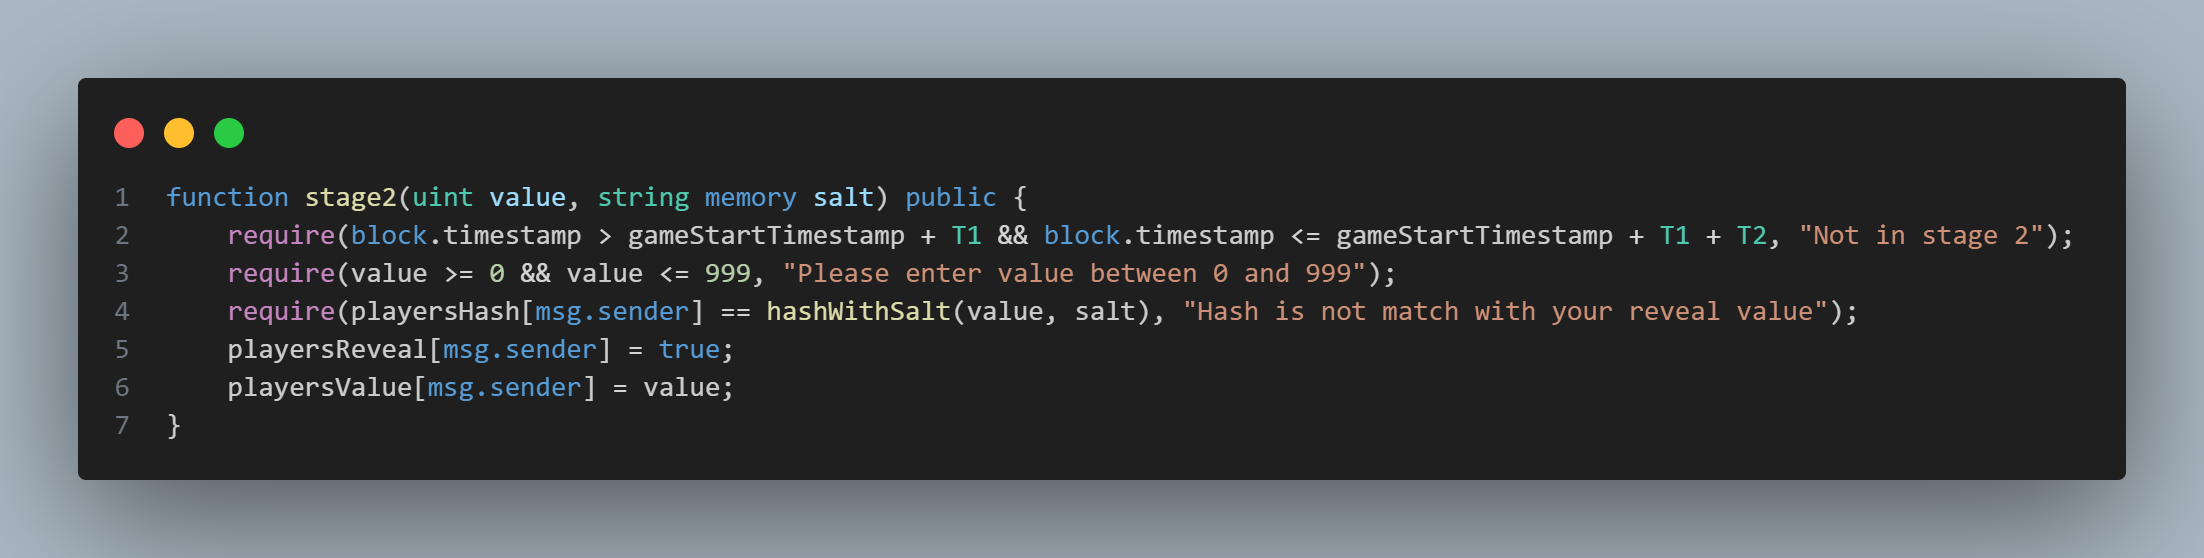 1 function stage2(uint value, string memory salt) public {
2 require(block.timestamp > gameStartTimestamp + T1 && block.timestamp <= gameStartTimestamp + T1 + T2, "Not in stage 2");
3 require(value >= 0 && value <= 999, "Please enter value between 0 and 999");
4 require(playersHash[msg.sender] == hashWithSalt(value, salt), "Hash is not match with your reveal value");
5 playersReveal[msg.sender] = true;
6 playersValue[msg.sender] = value;
7 }